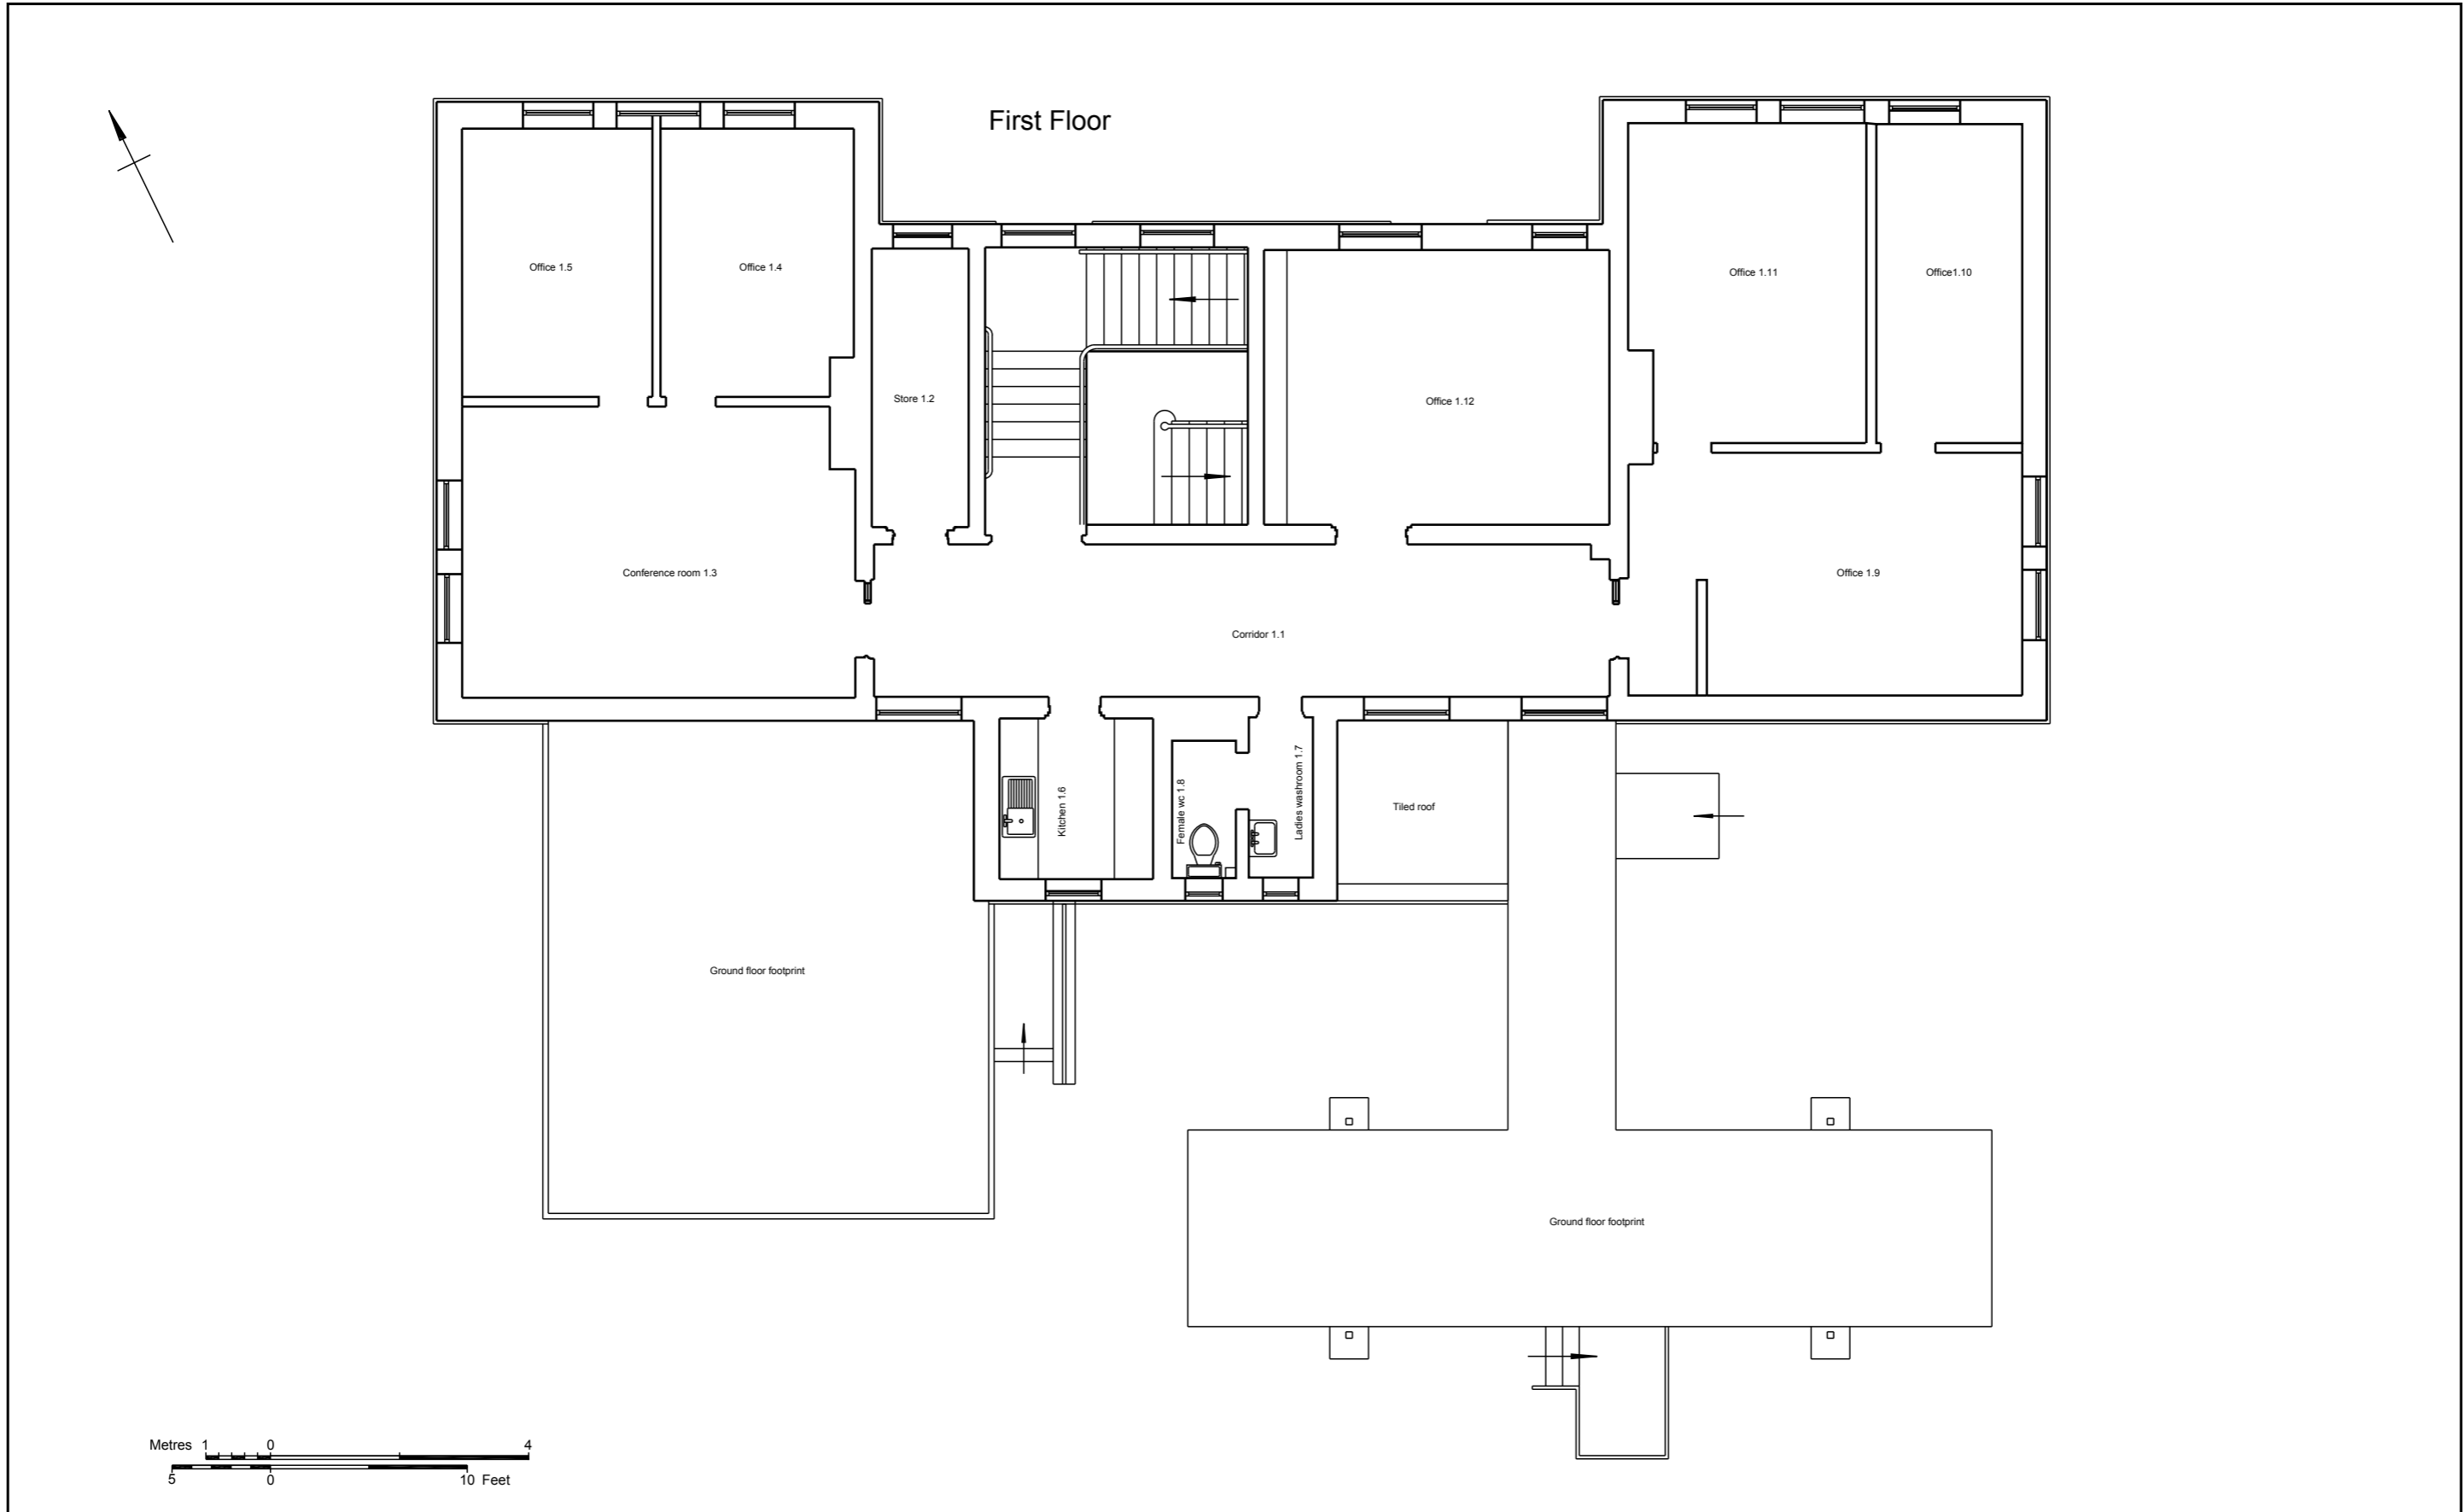 First Floor
Office 1.5
Office 1.4
Office 1.11
Office1.10
Store 1.2
Office 1.12
Conference room 1.3
Office 1.9
Corridor 1.1
Kitchen 1.6
Female wc 1.8
Ladies washroom 1.7
Tiled roof
Ground floor footprint
Ground floor footprint
Metres 1 0 4
5 0 10 Feet